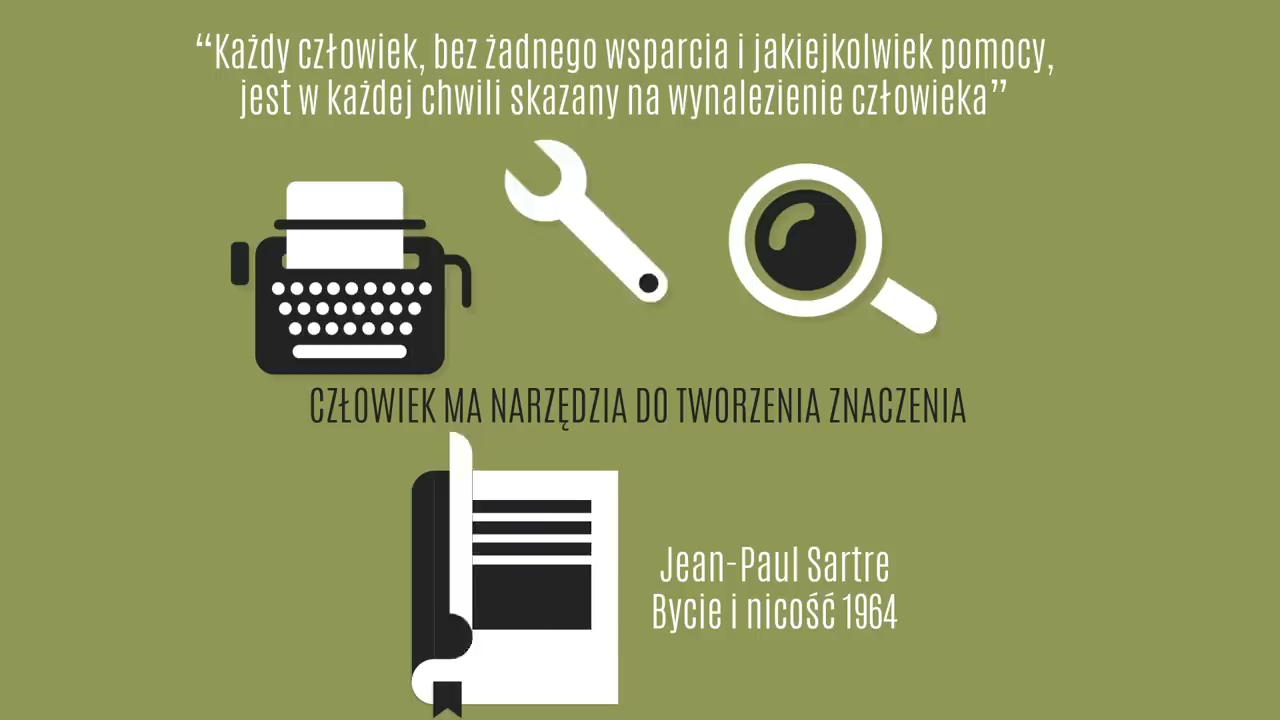 “Każdy człowiek, bez żadnego wsparcia i jakiejkolwiek pomocy,
jest w każdej chwili skazany na wynalezienie człowieka”
CZŁOWIEK MA NARZĘDZIA DO TWORZENIA ZNACZENIA
Jean-Paul Sartre
Bycie i nicość 1964